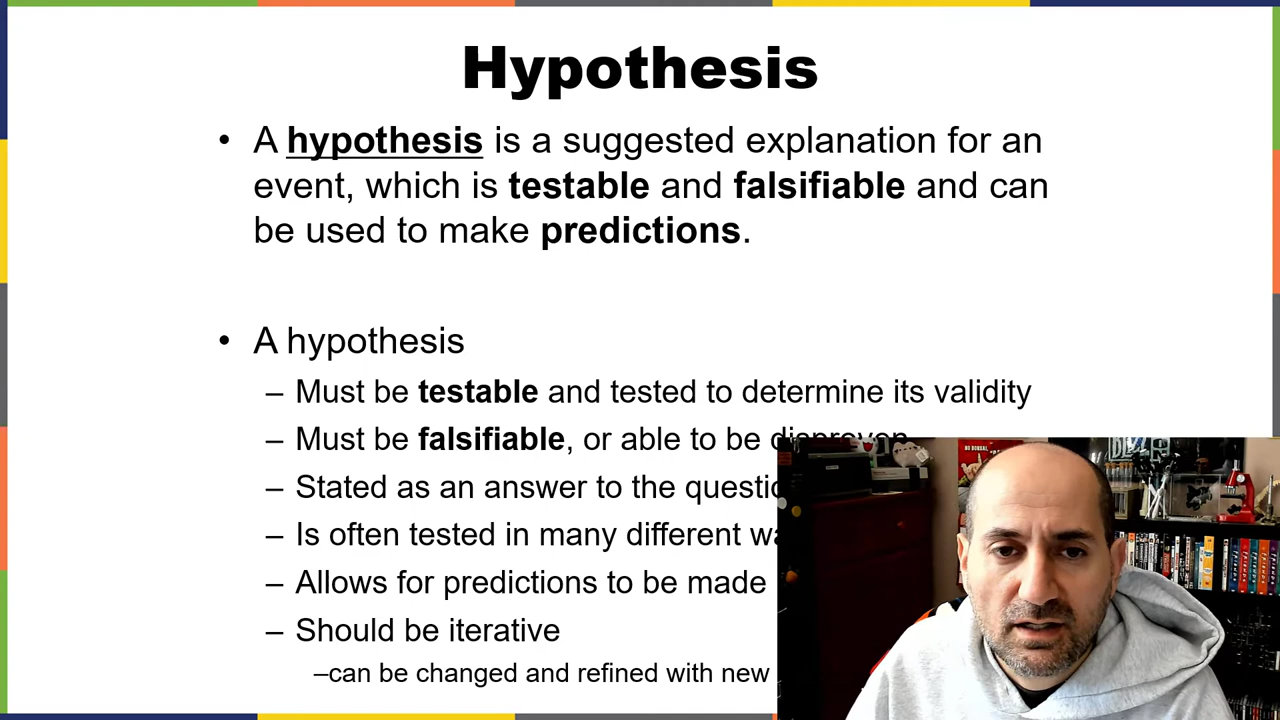 Hypothesis
• A hypothesis is a suggested explanation for an
event, which is testable and falsifiable and can
be used to make predictions.
• A hypothesis
– Must be testable and tested to determine its validity
– Must be falsifiable, or able to be disproven
– Stated as an answer to the
– Is often tested in many different
– Allows for predictions to be made
– Should be iterative
–can be changed and refined with new
FRIENDS